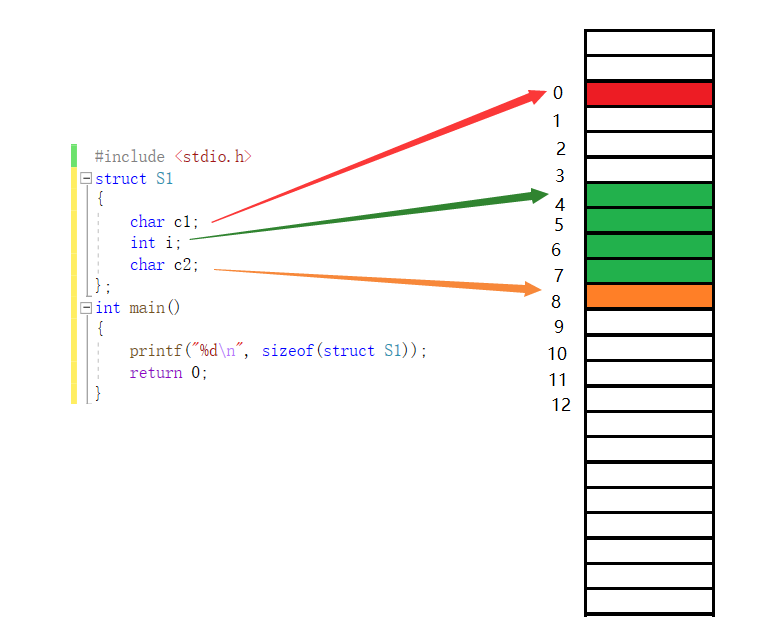 #include <stdio.h>
struct S1
{
char c1;
int i;
char c2;
};
int main()
{
printf("%d\n", sizeof(struct S1));
return 0;
}
0
1
2
3
4
5
6
7
8
9
10
11
12